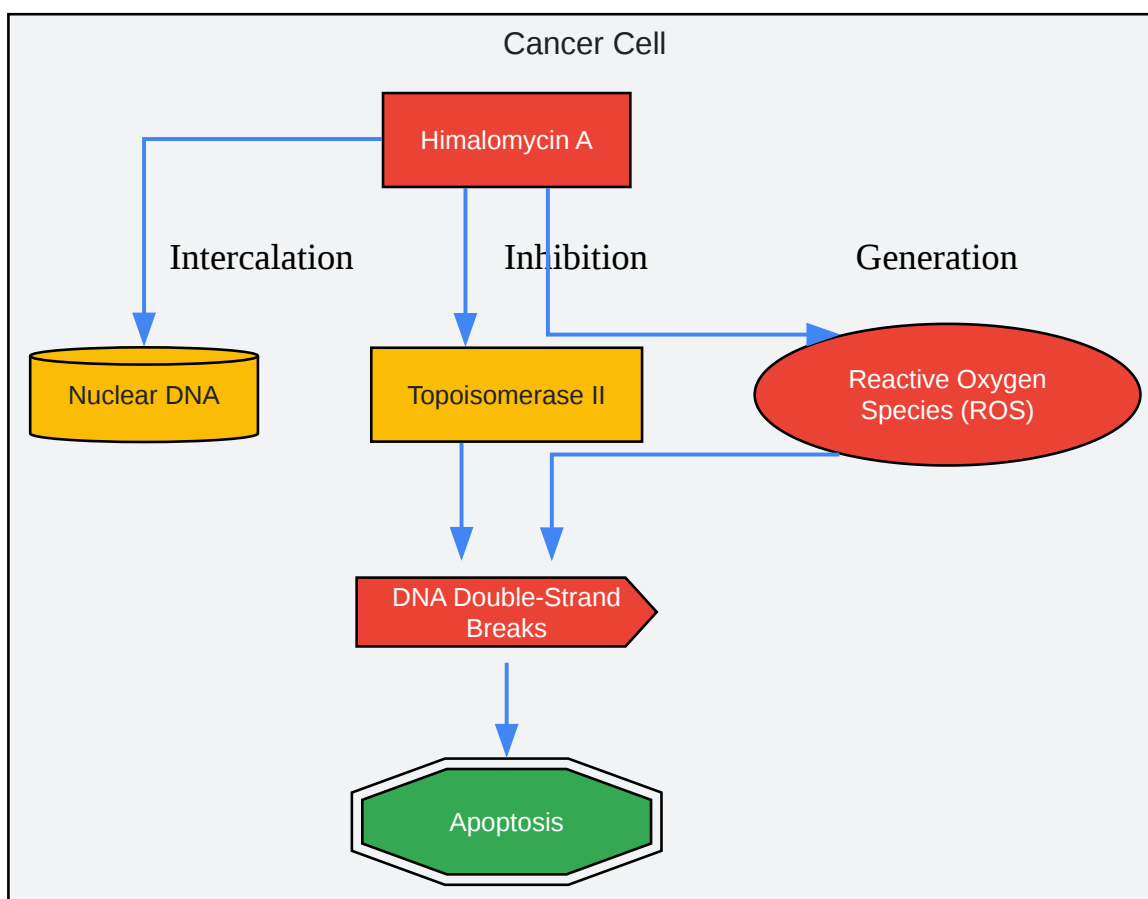 Cancer Cell
Himalomycin A
Intercalation
Inhibition
Generation
Nuclear DNA
Topoisomerase II
Reactive Oxygen
Species (ROS)
DNA Double-Strand
Breaks
Apoptosis